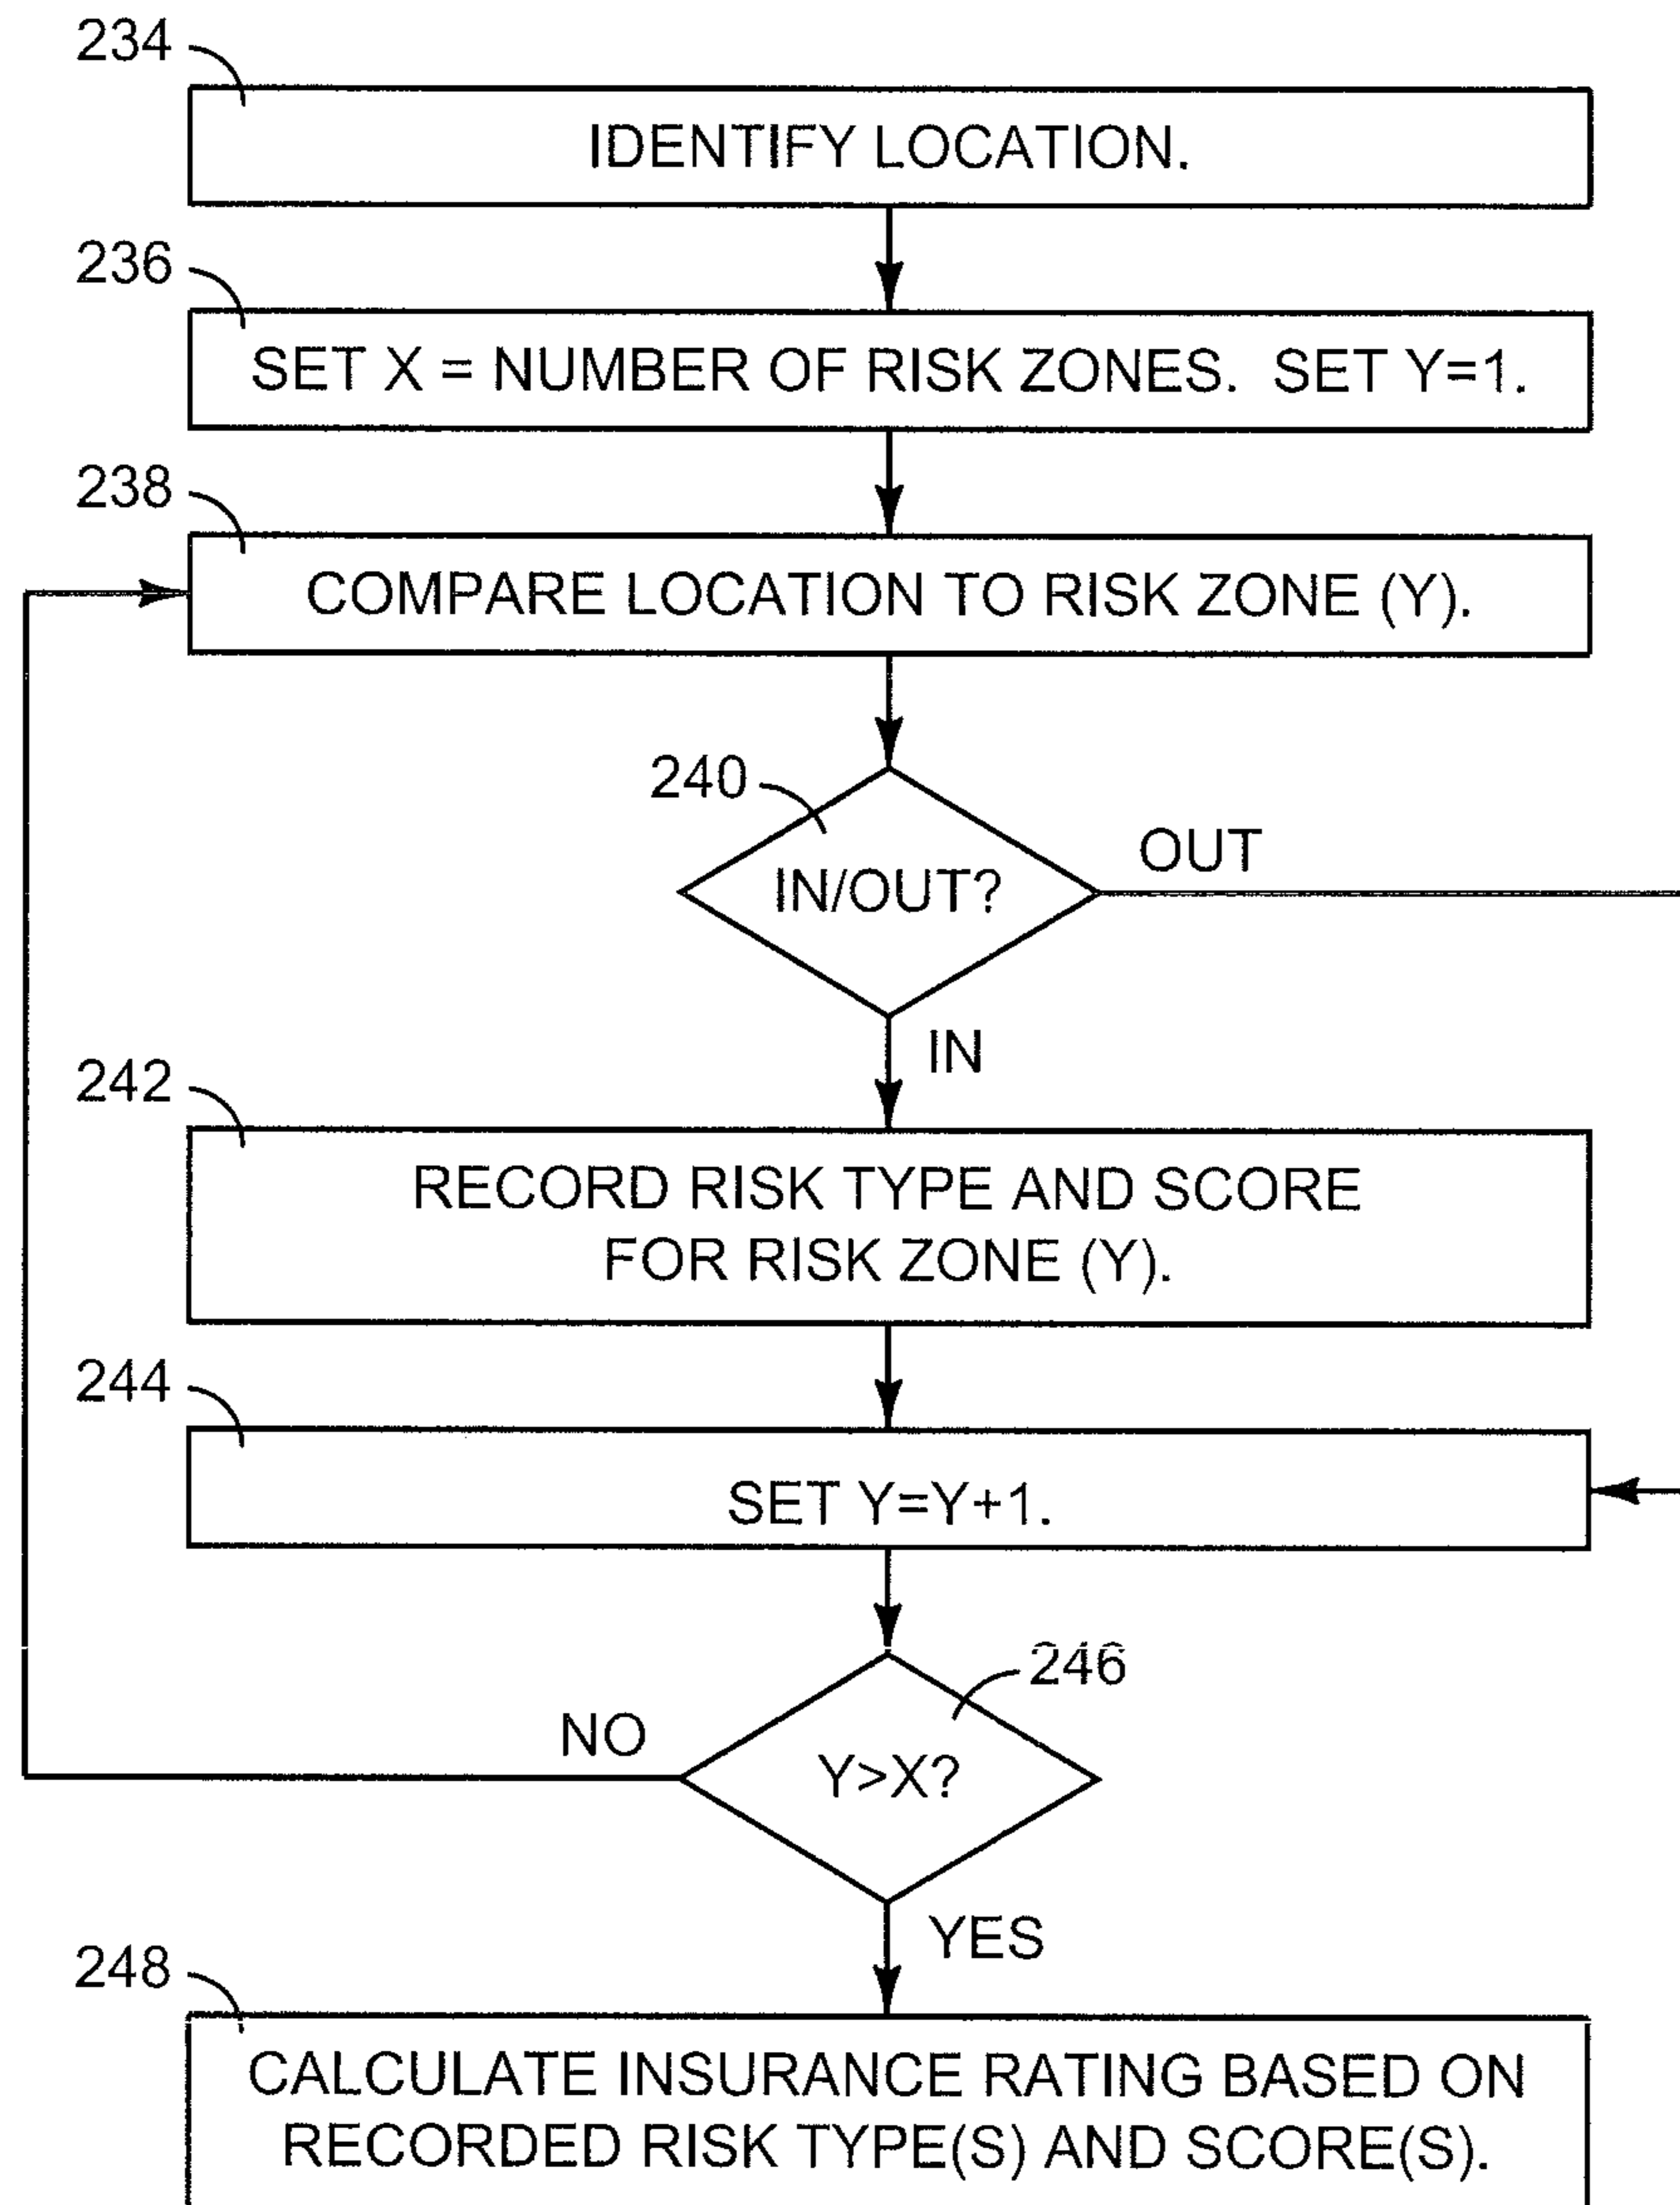 234
IDENTIFY LOCATION.
236
SET X = NUMBER OF RISK ZONES. SET Y=1.
238
COMPARE LOCATION TO RISK ZONE (Y).
240
IN/OUT?
OUT
IN
242
RECORD RISK TYPE AND SCORE
FOR RISK ZONE (Y).
244
SET Y=Y+1.
246
NO
Y>X?
YES
248
CALCULATE INSURANCE RATING BASED ON
RECORDED RISK TYPE(S) AND SCORE(S).